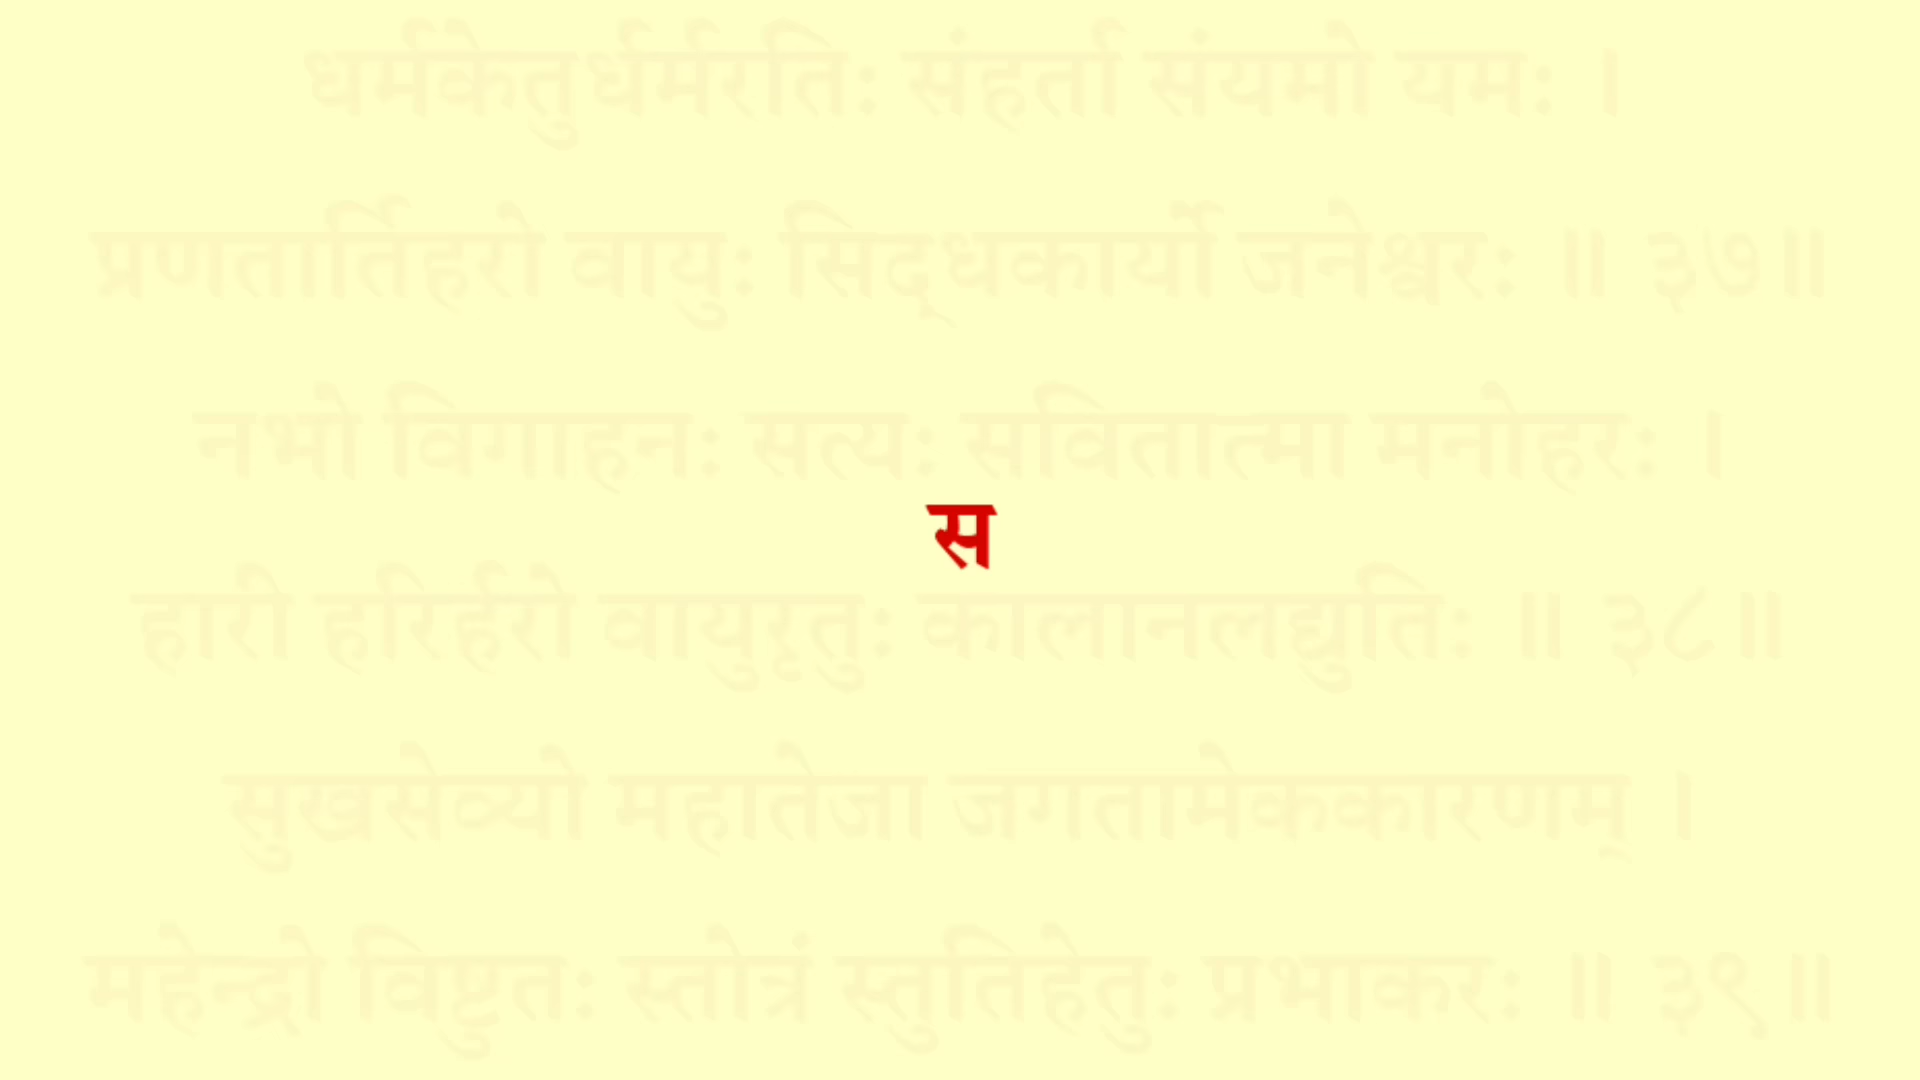 धर्मकेतुर्धर्मरतिः संहर्ता संयमो यमः ।
प्रणतार्तिहरो वायुः सिद्‌धकार्यो जनेश्वरः ॥ ३७॥
नभो विगाहनः सत्यः सवितात्मा मनोहरः ।
स
हारी हरिर्हरो वायुरृतुः कालानलद्युतिः ॥ ३८॥
सुखसेव्यो महातेजा जगतामेककारणम् ।
महेन्द्रो विष्टुतः स्तोत्रं स्तुतिहेतुः प्रभाकरः ॥ ३९॥